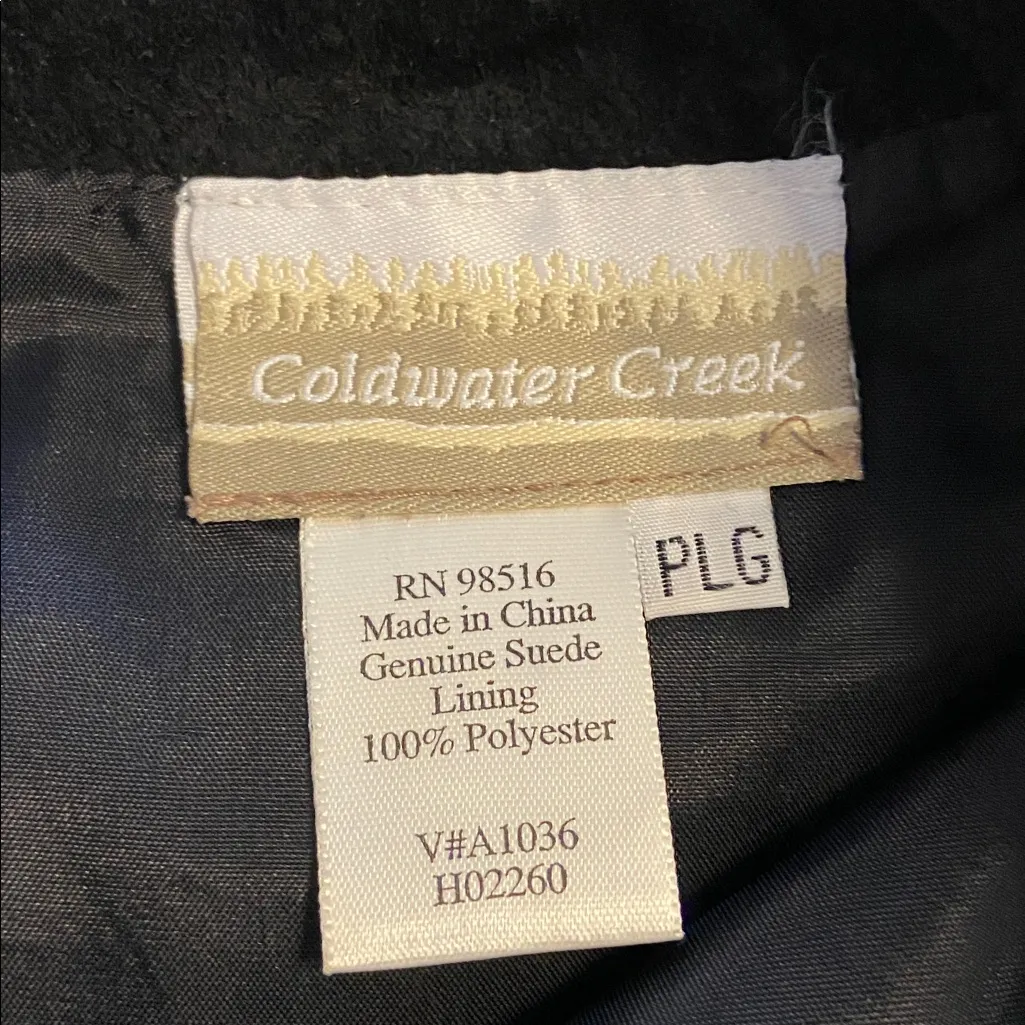 Coldwater Creek
PLG
RN 98516
Made in China
Genuine Suede
Lining
100% Polyester
V#A1036
H02260